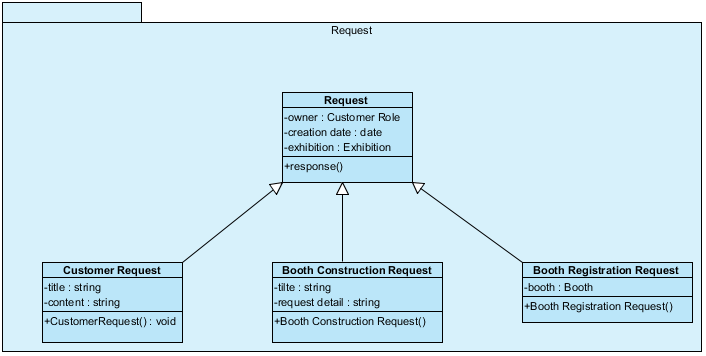 Request
Request
-owner : Customer Role
-creation date : date
-exhibition : Exhibition
+response()
Customer Request
-title : string
-content : string
+CustomerRequest() : void
Booth Construction Request
-tilte : string
-request detail : string
+Booth Construction Request()
Booth Registration Request
-booth : Booth
+Booth Registration Request()